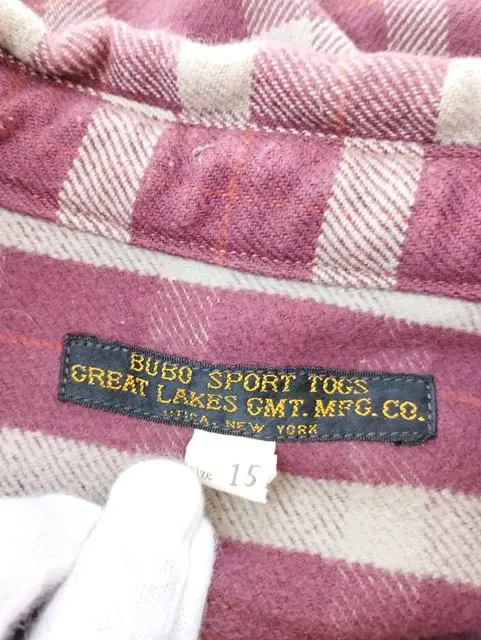 BUBO SPORT TOGS
GREAT LAKES GMT. MFG. CO.
UTICA, NEW YORK
size 15